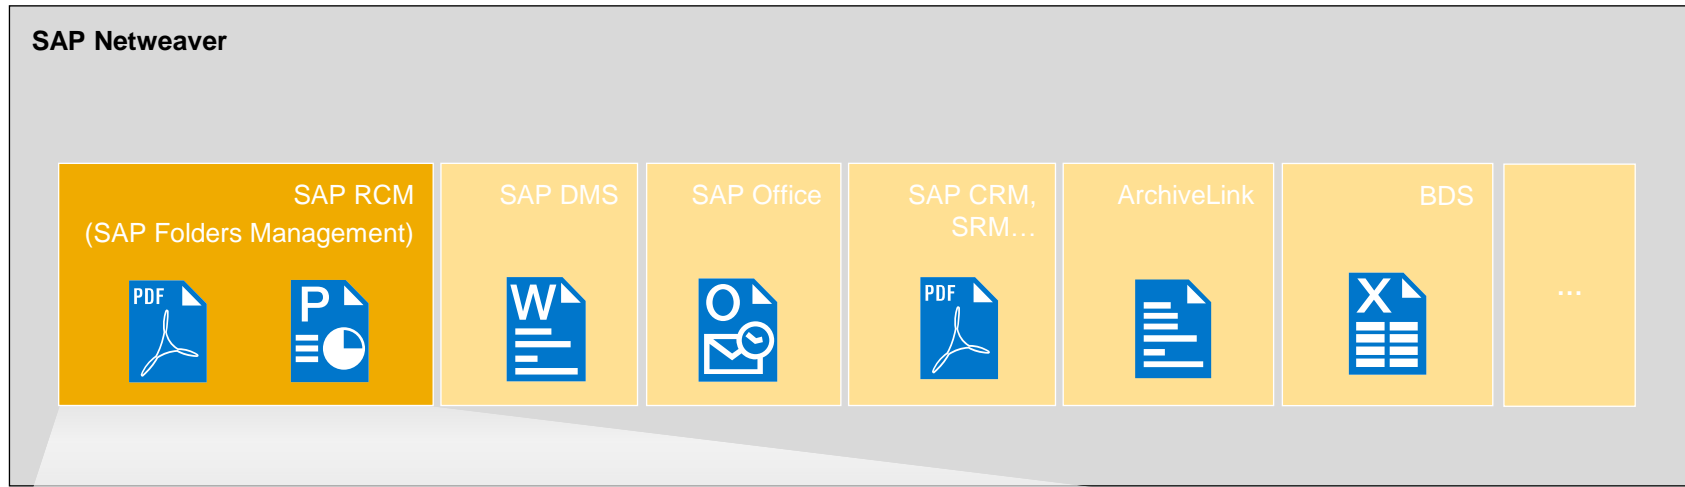 SAP Netweaver
SAP RCM
(SAP Folders Management)
SAP DMS
SAP Office
SAP CRM,
SRM…
ArchiveLink
BDS
…
PDF
P
W
O
PDF
X